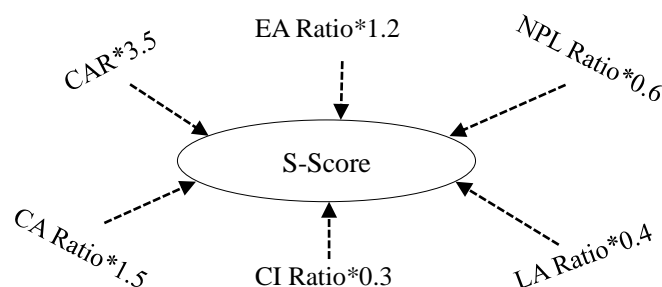 EA Ratio*1.2
CAR*3.5
NPL Ratio*0.6
S-Score
CA Ratio*1.5
CI Ratio*0.3
LA Ratio*0.4